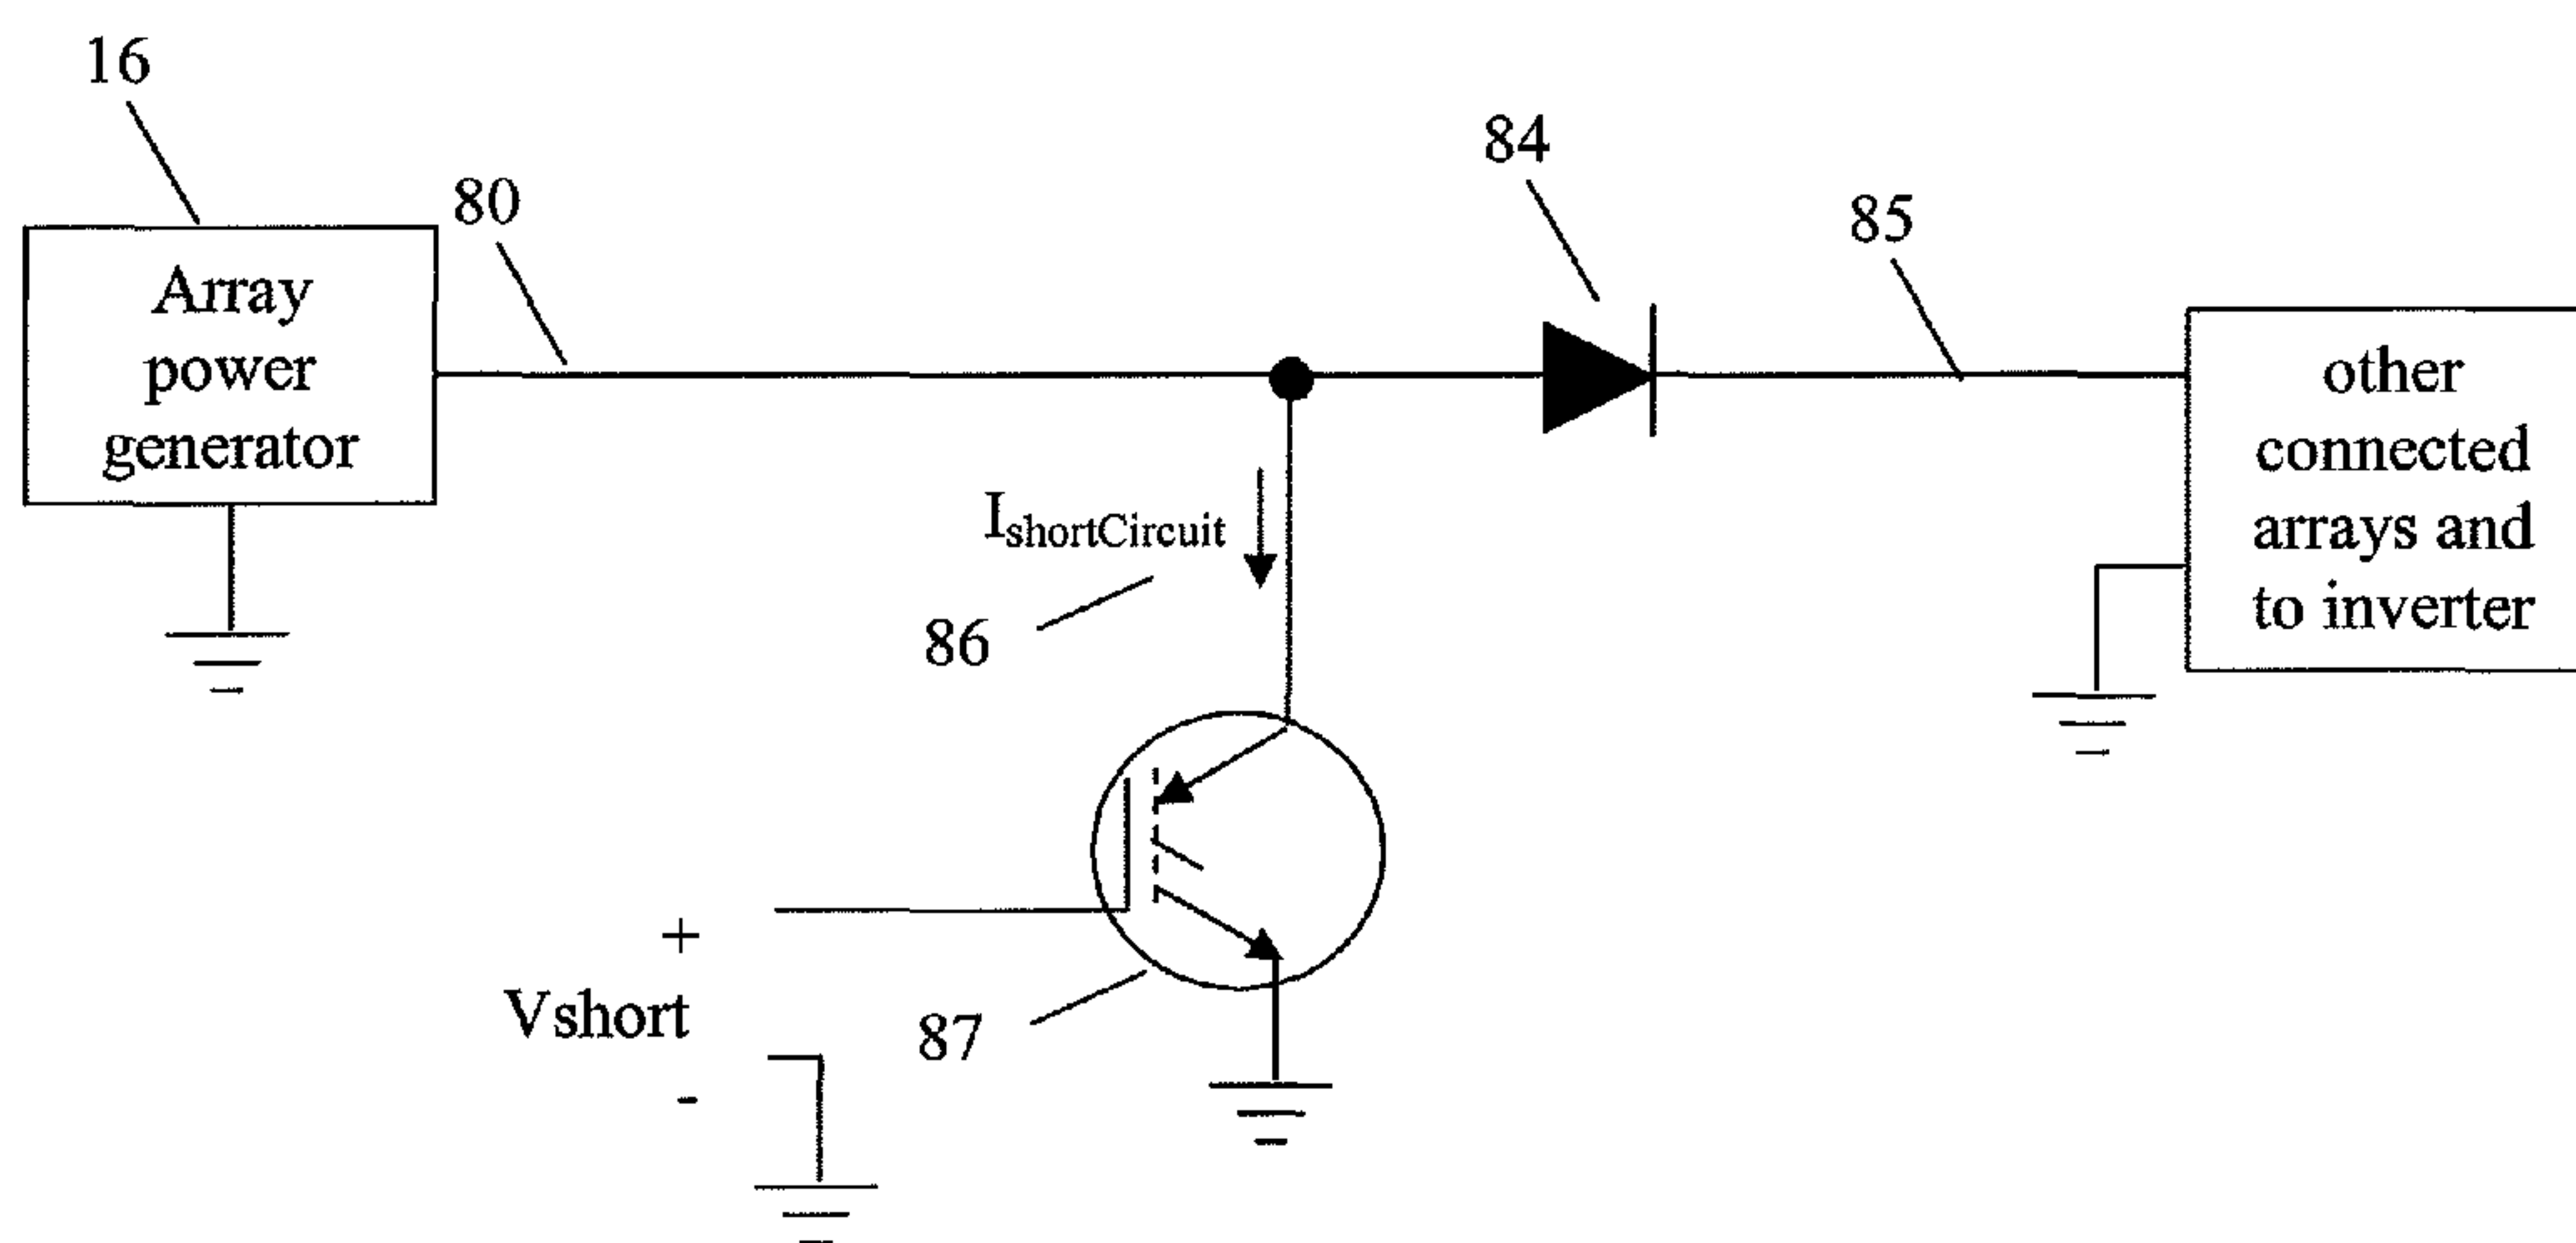 16
80
84
85
Array
power
generator
other
connected
arrays and
to inverter
IshortCircuit
86
+
Vshort
-
87